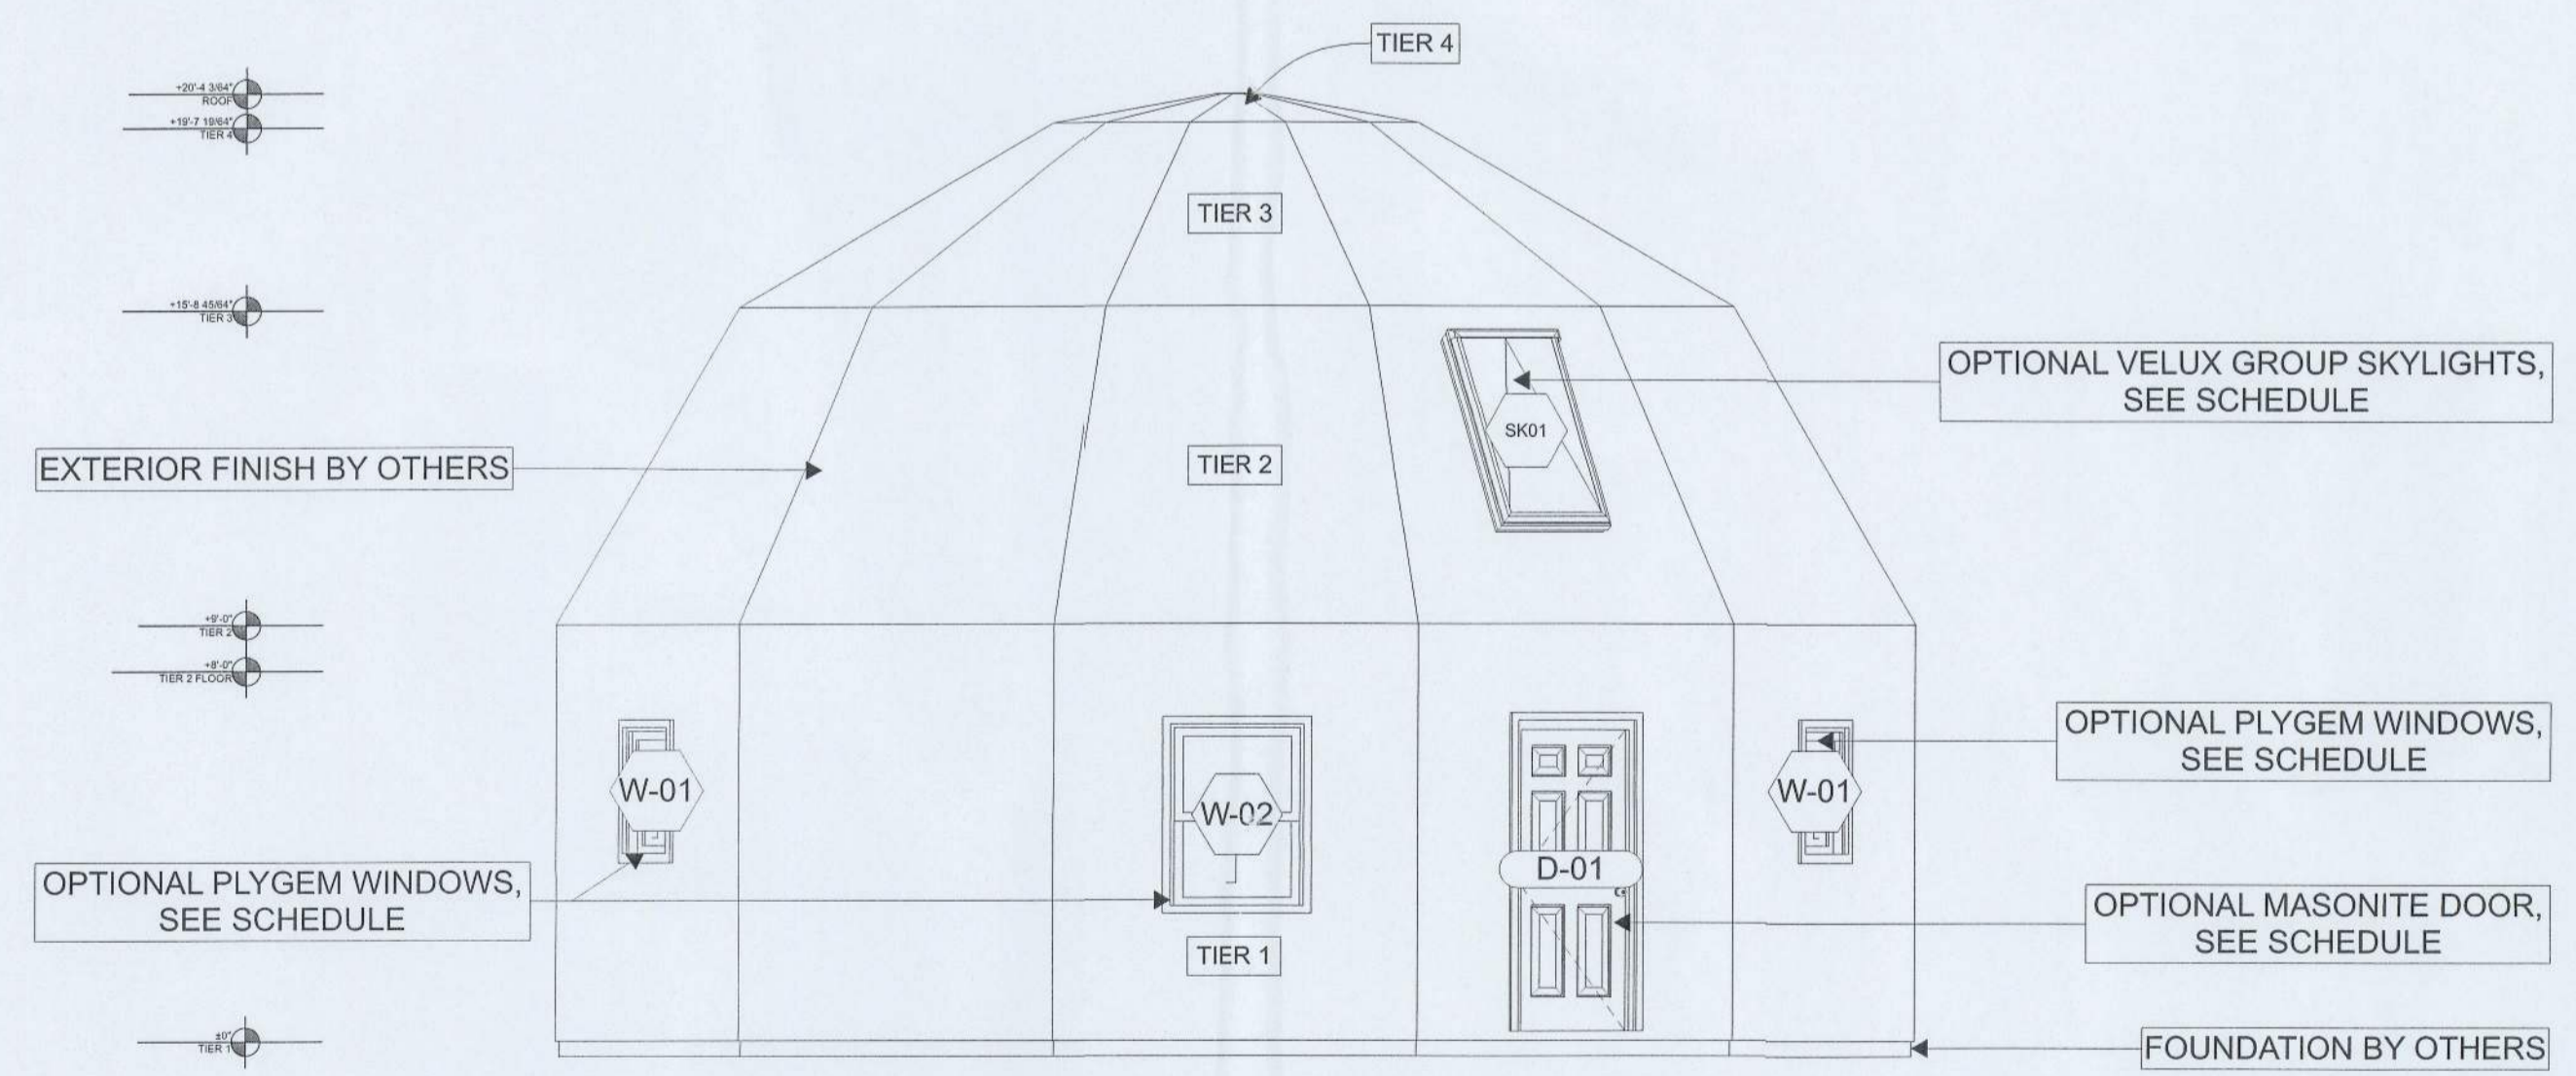 TIER 4
+20'-4 3/64"
ROOF
+19'-7 19/64"
TIER 4
TIER 3
+15'-8 45/64"
TIER 3
OPTIONAL VELUX GROUP SKYLIGHTS,
SEE SCHEDULE
SK01
EXTERIOR FINISH BY OTHERS
TIER 2
+9'-0"
TIER 2
+8'-0"
TIER 2 FLOOR
OPTIONAL PLYGEM WINDOWS,
SEE SCHEDULE
W-01
W-02
W-01
D-01
OPTIONAL PLYGEM WINDOWS,
SEE SCHEDULE
OPTIONAL MASONITE DOOR,
SEE SCHEDULE
TIER 1
±0"
TIER 1
FOUNDATION BY OTHERS